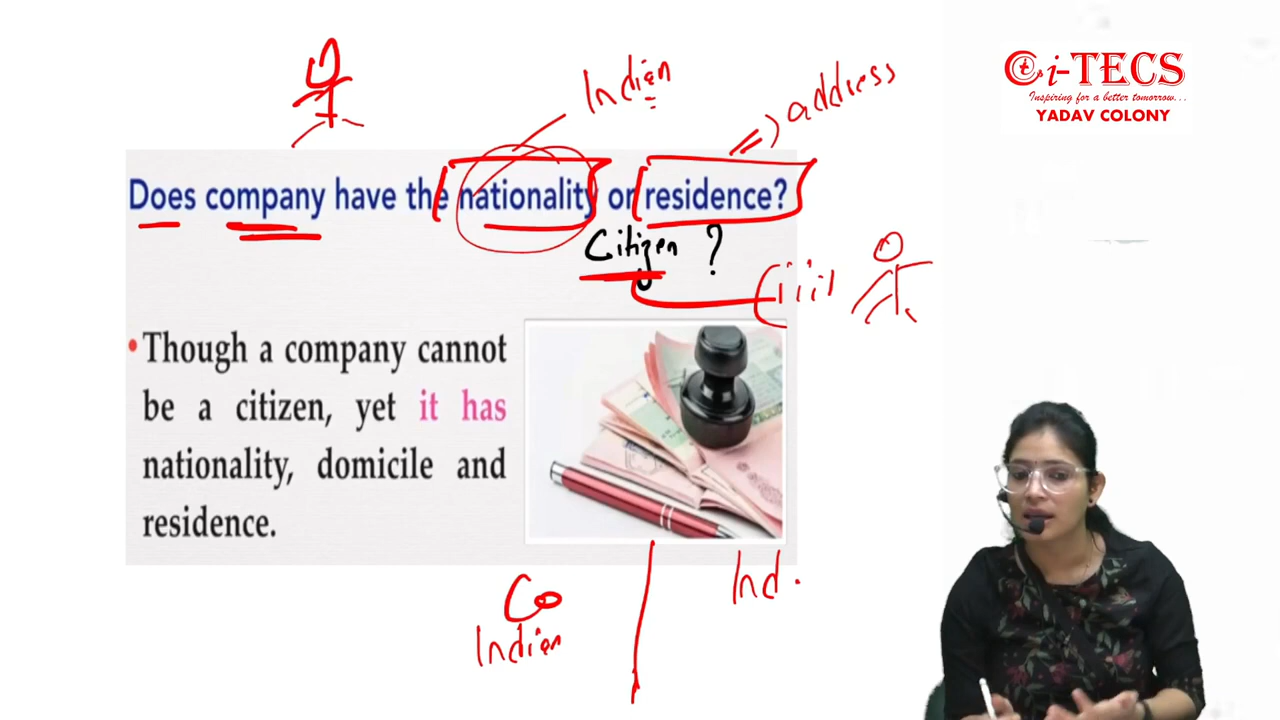 i-TECS
Inspiring for a better tomorrow...
YADAV COLONY
Indian
address
Does company have the nationality or residence?
Citizen ?
• Though a company cannot
be a citizen, yet it has
nationality, domicile and
residence.
Co
Indian
Ind.